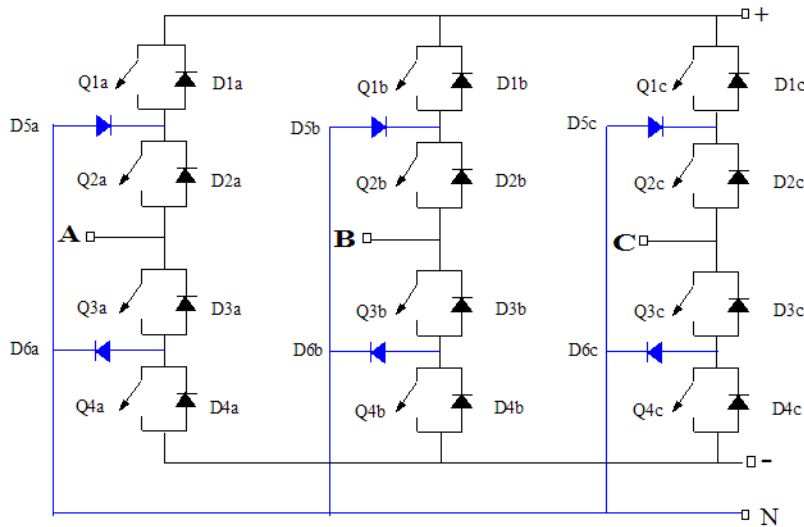 +
Q1a D1a Q1b D1b Q1c D1c
D5a D5b D5c
Q2a D2a Q2b D2b Q2c D2c
A B C
Q3a D3a Q3b D3b Q3c D3c
D6a D6b D6c
Q4a D4a Q4b D4b Q4c D4c
-
N